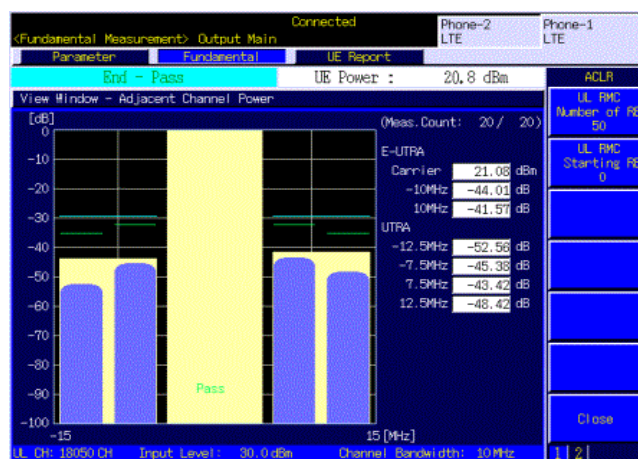 Connected
Phone-2
LTE
Phone-1
LTE
<Fundamental Measurement> Output Main
Parameter
Fundamental
UE Report
End - Pass
UE Power :
20.8 dBm
ACLR
View Window - Adjacent Channel Power
UL RMC
Number of RB
50
[dB]
(Meas.Count: 20/ 20)
0
-10
-20
-30
-40
-50
-60
-70
-80
-90
-100
Pass
-15
15 [MHz]
E-UTRA
Carrier 21.08 dBm
-10MHz -44.01 dB
10MHz -41.57 dB
UTRA
-12.5MHz -52.56 dB
-7.5MHz -45.38 dB
7.5MHz -43.42 dB
12.5MHz -48.42 dB
UL RMC
Starting RB
0
Close
UL CH: 18050 CH Input Level: 30.0 dBm Channel Bandwidth: 10 MHz
1 2